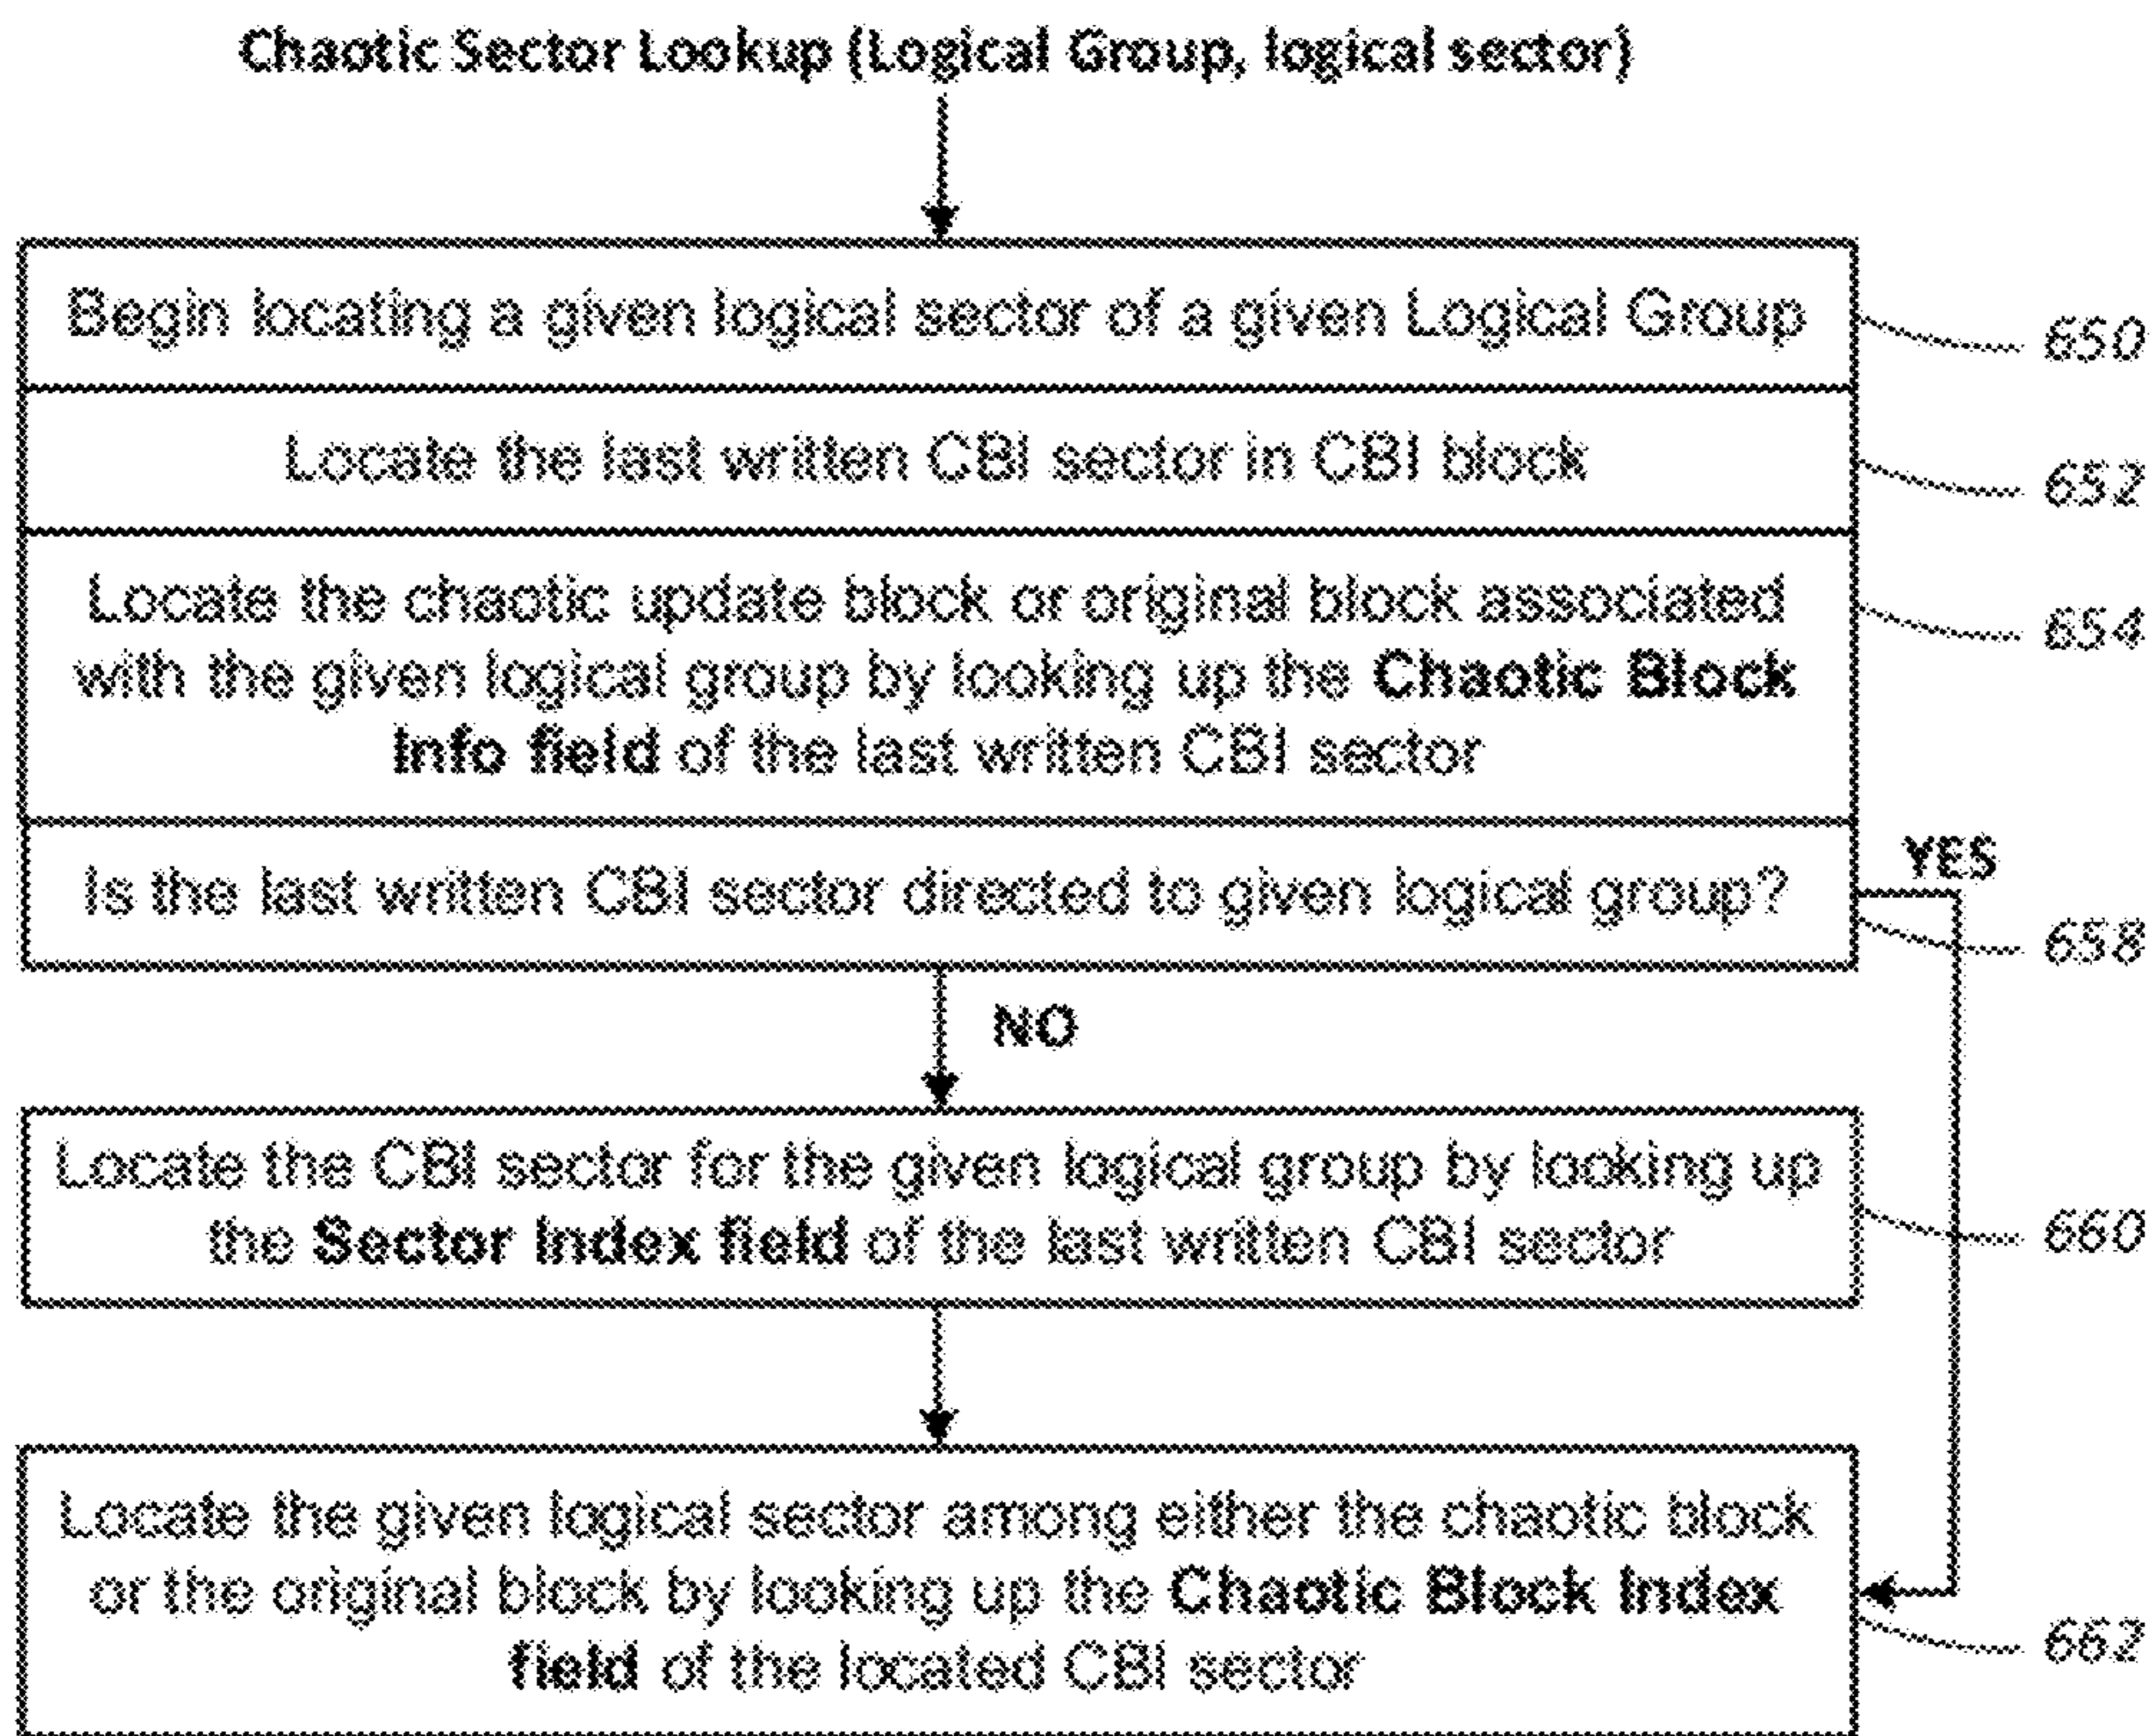 Chaotic Sector Lookup (Logical Group, logical sector)
Begin locating a given logical sector of a given Logical Group
650
Locate the last written CBI sector in CBI block
652
Locate the chaotic update block or original block associated
with the given logical group by looking up the Chaotic Block
Info field of the last written CBI sector
654
Is the last written CBI sector directed to given logical group?
YES
658
NO
Locate the CBI sector for the given logical group by looking up
the Sector Index field of the last written CBI sector
660
Locate the given logical sector among either the chaotic block
or the original block by looking up the Chaotic Block Index
field of the located CBI sector
662